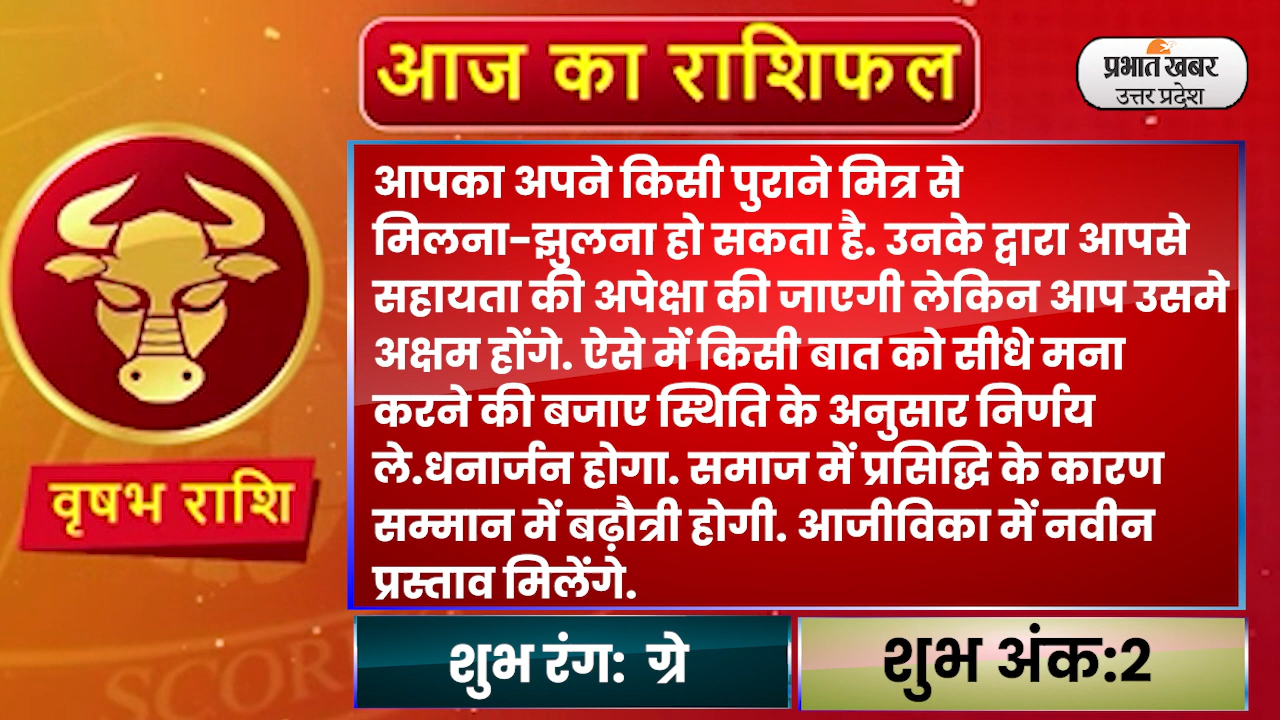 आज का राशिफल
प्रभात खबर
उत्तर प्रदेश
आपका अपने किसी पुराने मित्र से
मिलना-झुलना हो सकता है. उनके द्वारा आपसे
सहायता की अपेक्षा की जाएगी लेकिन आप उसमे
अक्षम होंगे. ऐसे में किसी बात को सीधे मना
करने की बजाए स्थिति के अनुसार निर्णय
ले.धनार्जन होगा. समाज में प्रसिद्धि के कारण
सम्मान में बढ़ौत्री होगी. आजीविका में नवीन
प्रस्ताव मिलेंगे.
वृषभ राशि
शुभ रंग: ग्रे
शुभ अंक:2
SCOR